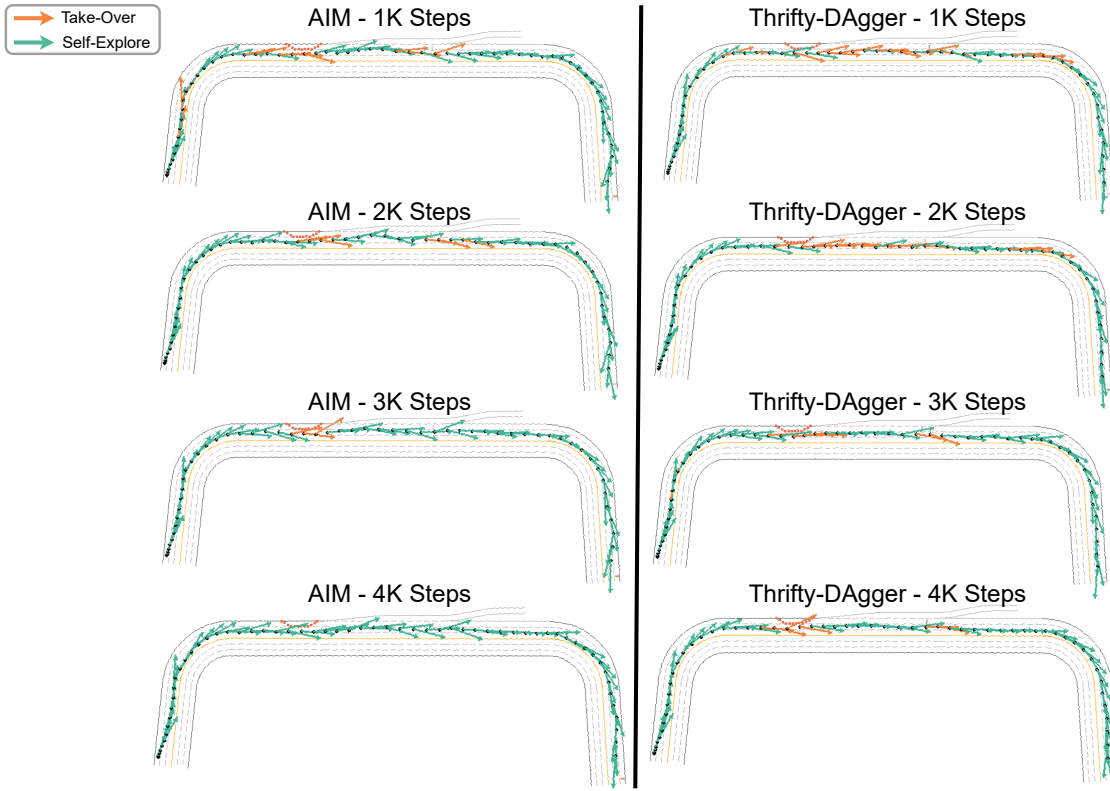 Take-Over
Self-Explore
AIM - 1K Steps
Thrifty-DAgger - 1K Steps
AIM - 2K Steps
Thrifty-DAgger - 2K Steps
AIM - 3K Steps
Thrifty-DAgger - 3K Steps
AIM - 4K Steps
Thrifty-DAgger - 4K Steps